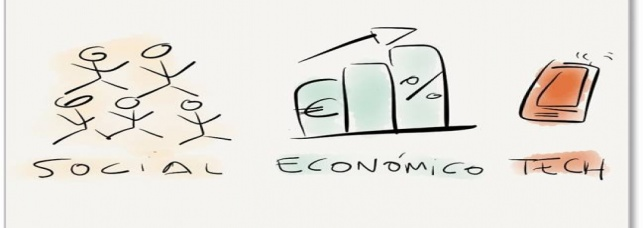 € %
SOCIAL ECONÓMICO TECH